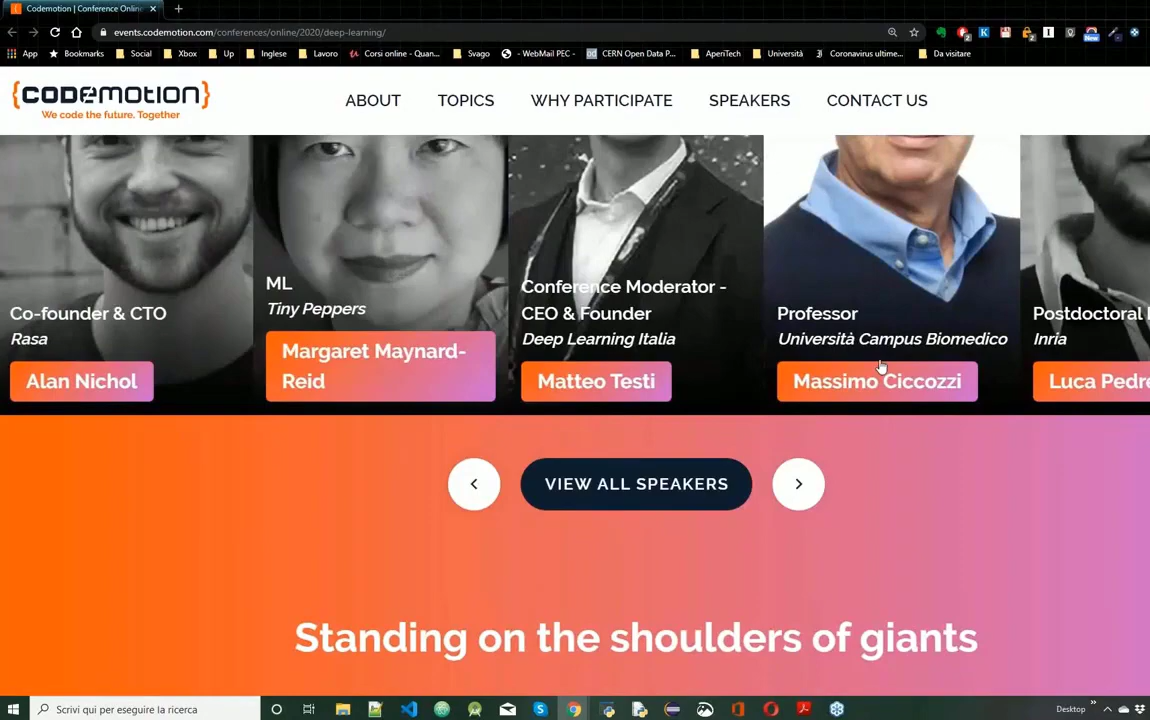 Codemotion | Conference Online
events.codemotion.com/conferences/online/2020/deep-learning/
App Bookmarks Social Xbox Up Inglese Lavoro Corsi online - Quan... Svago - WebMail PEC - CERN Open Data P... AperiTech Università Coronavirus ultime... Da visitare
{CODEMOTION}
We code the future. Together
ABOUT TOPICS WHY PARTICIPATE SPEAKERS CONTACT US
Co-founder & CTO
Rasa
Alan Nichol
ML
Tiny Peppers
Margaret Maynard-
Reid
Conference Moderator -
CEO & Founder
Deep Learning Italia
Matteo Testi
Professor
Università Campus Biomedico
Massimo Ciccozzi
Postdoctoral
Inria
Luca Pedre
VIEW ALL SPEAKERS
Standing on the shoulders of giants
Scrivi qui per eseguire la ricerca
Desktop